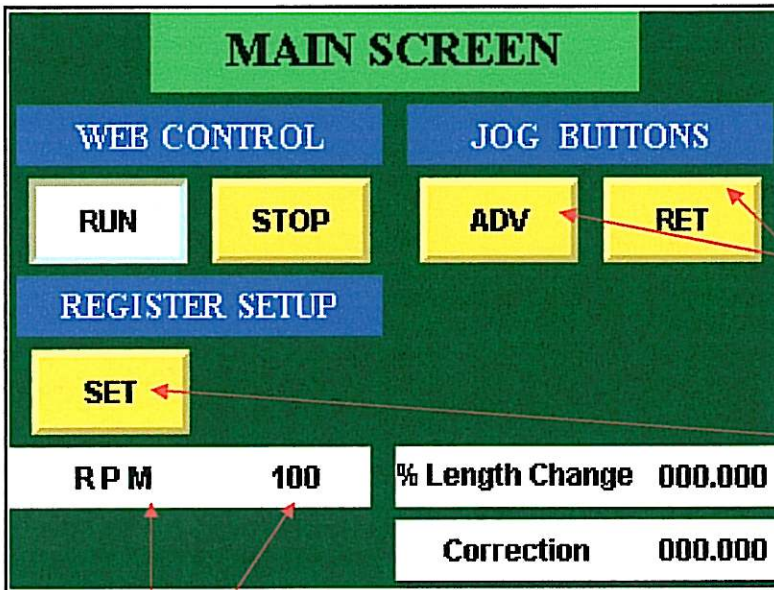 MAIN SCREEN
WEB CONTROL
JOG BUTTONS
RUN
STOP
ADV
RET
REGISTER SETUP
SET
RPM 100
% Length Change 000.000
Correction 000.000